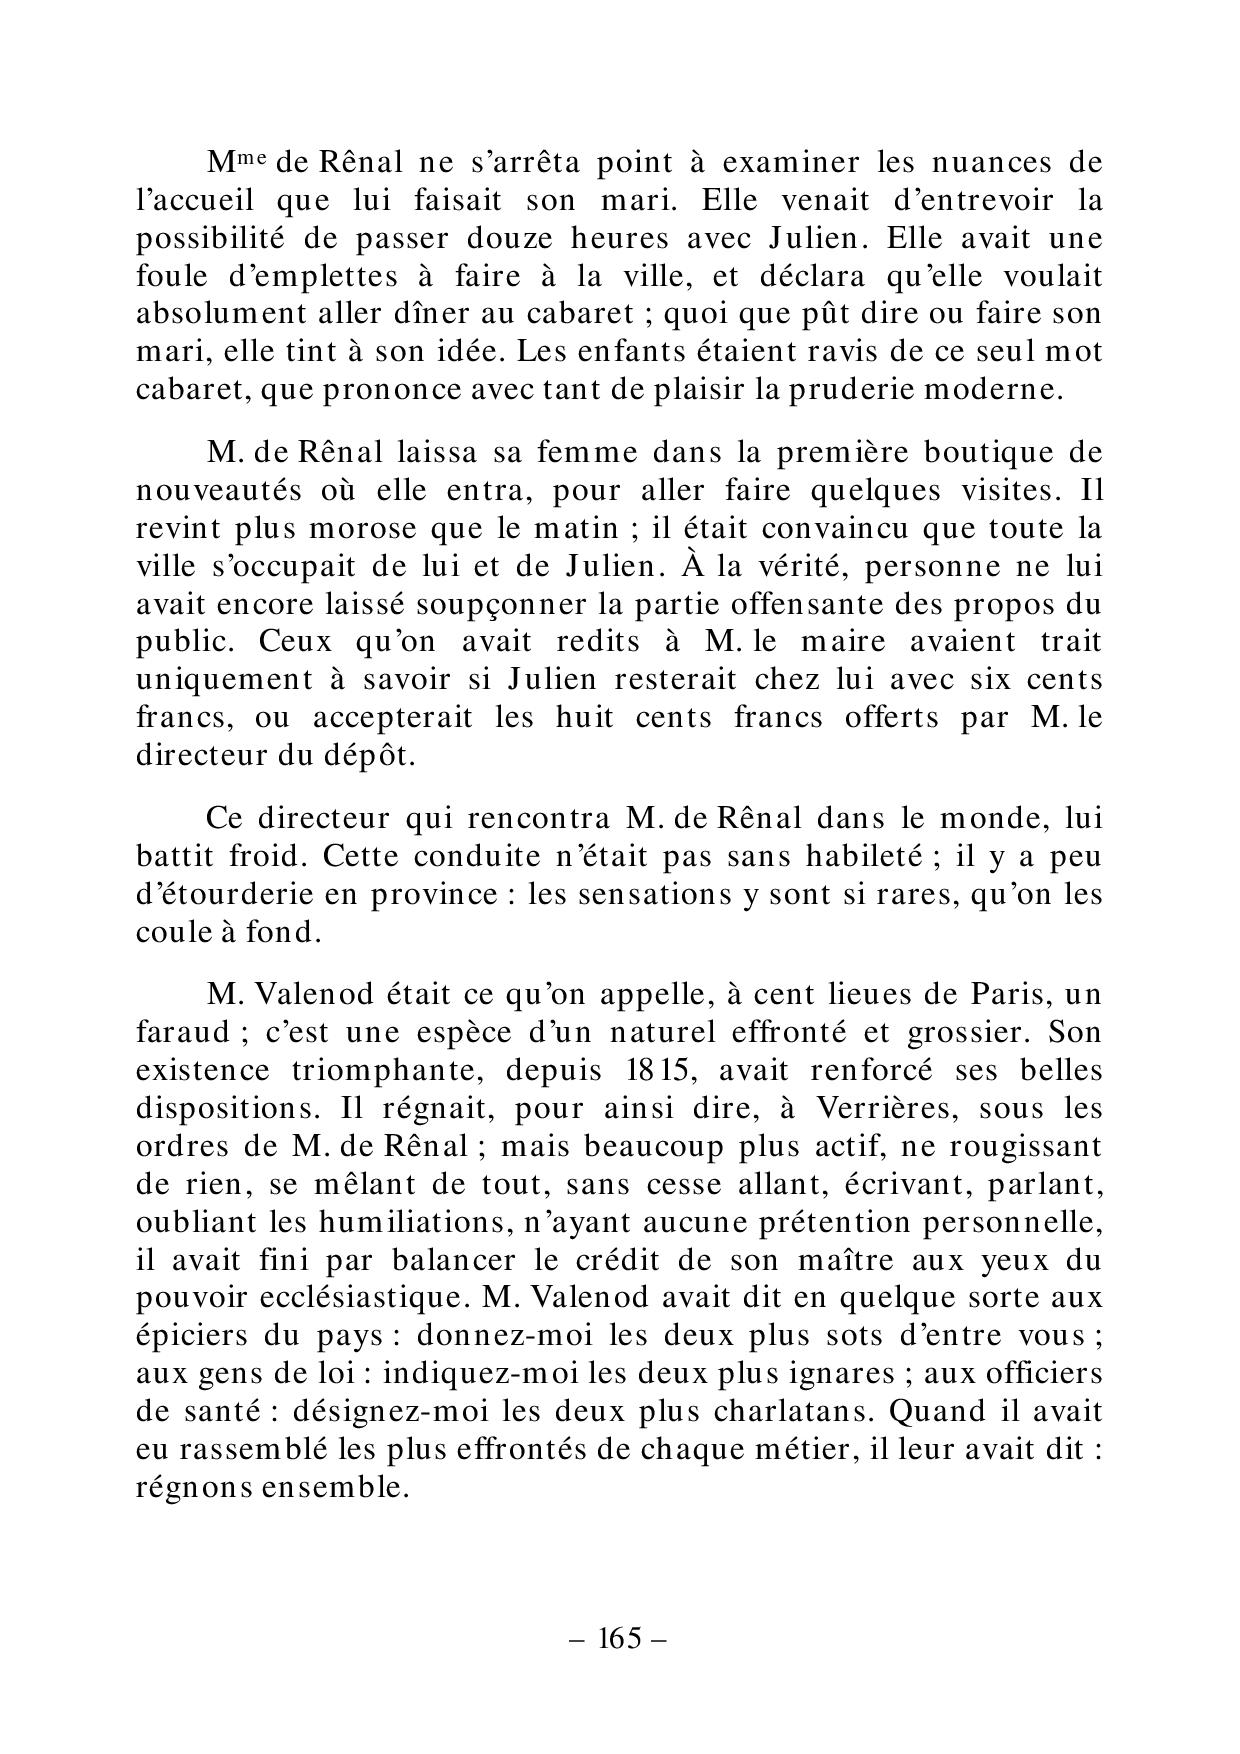 Mme de Rênal ne s’arrêta point à examiner les nuances de
l’accueil que lui faisait son mari. Elle venait d’entrevoir la
possibilité de passer douze heures avec Julien. Elle avait une
foule d’emplettes à faire à la ville, et déclara qu’elle voulait
absolument aller dîner au cabaret ; quoi que pût dire ou faire son
mari, elle tint à son idée. Les enfants étaient ravis de ce seul mot
cabaret, que prononce avec tant de plaisir la pruderie moderne.
M. de Rênal laissa sa femme dans la première boutique de
nouveautés où elle entra, pour aller faire quelques visites. Il
revint plus morose que le matin ; il était convaincu que toute la
ville s’occupait de lui et de Julien. À la vérité, personne ne lui
avait encore laissé soupçonner la partie offensante des propos du
public. Ceux qu’on avait redits à M. le maire avaient trait
uniquement à savoir si Julien resterait chez lui avec six cents
francs, ou accepterait les huit cents francs offerts par M. le
directeur du dépôt.
Ce directeur qui rencontra M. de Rênal dans le monde, lui
battit froid. Cette conduite n’était pas sans habileté ; il y a peu
d’étourderie en province : les sensations y sont si rares, qu’on les
coule à fond.
M. Valenod était ce qu’on appelle, à cent lieues de Paris, un
faraud ; c’est une espèce d’un naturel effronté et grossier. Son
existence triomphante, depuis 1815, avait renforcé ses belles
dispositions. Il régnait, pour ainsi dire, à Verrières, sous les
ordres de M. de Rênal ; mais beaucoup plus actif, ne rougissant
de rien, se mêlant de tout, sans cesse allant, écrivant, parlant,
oubliant les humiliations, n’ayant aucune prétention personnelle,
il avait fini par balancer le crédit de son maître aux yeux du
pouvoir ecclésiastique. M. Valenod avait dit en quelque sorte aux
épiciers du pays : donnez-moi les deux plus sots d’entre vous ;
aux gens de loi : indiquez-moi les deux plus ignares ; aux officiers
de santé : désignez-moi les deux plus charlatans. Quand il avait
eu rassemblé les plus effrontés de chaque métier, il leur avait dit :
régnons ensemble.
– 165 –